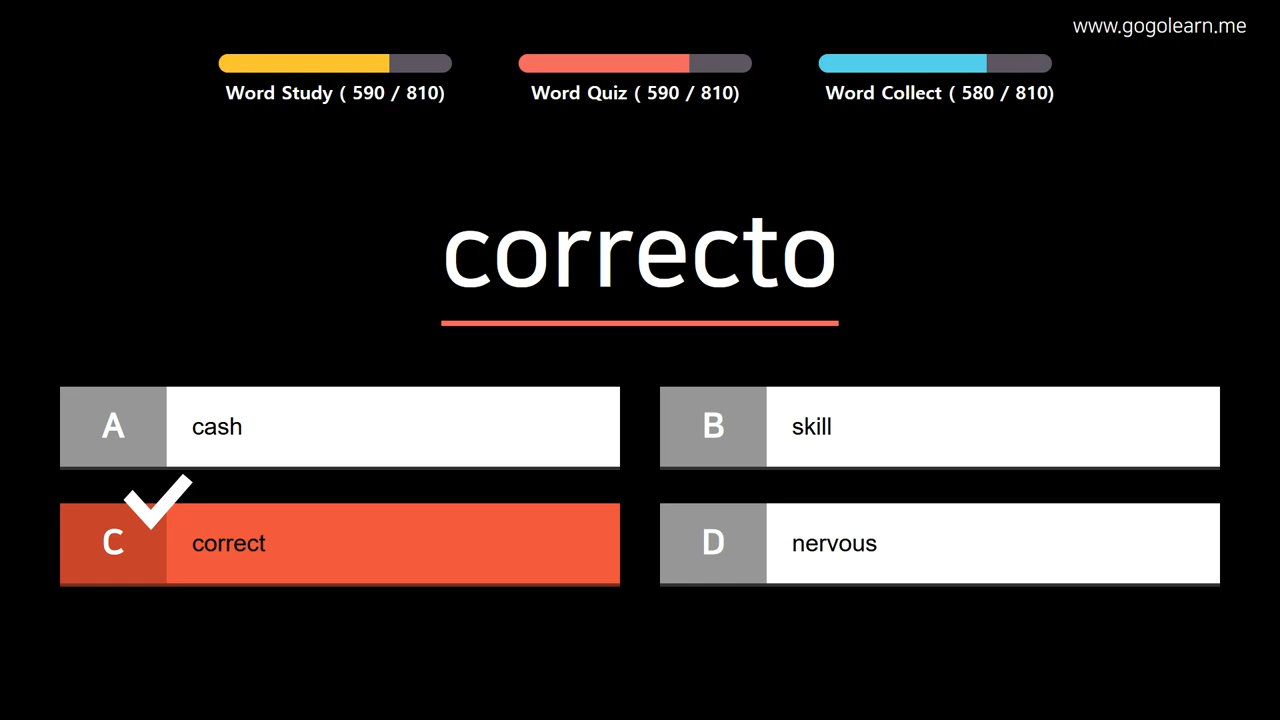 www.gogolearn.me
Word Study ( 590 / 810)
Word Quiz ( 590 / 810)
Word Collect ( 580 / 810)
correcto
A
cash
B
skill
C
correct
D
nervous